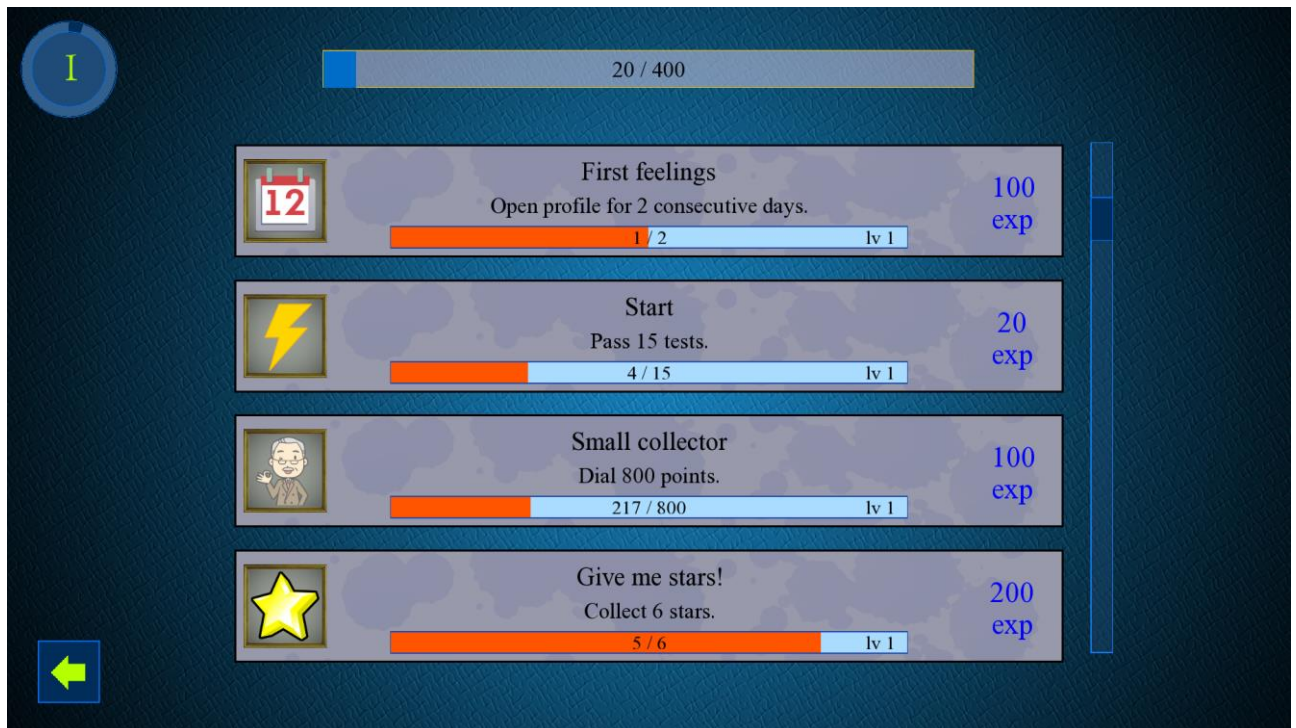 I
20 / 400
12
First feelings
Open profile for 2 consecutive days.
1 / 2
lv 1
100
exp
Start
Pass 15 tests.
4 / 15
lv 1
20
exp
Small collector
Dial 800 points.
217 / 800
lv 1
100
exp
Give me stars!
Collect 6 stars.
5 / 6
lv 1
200
exp